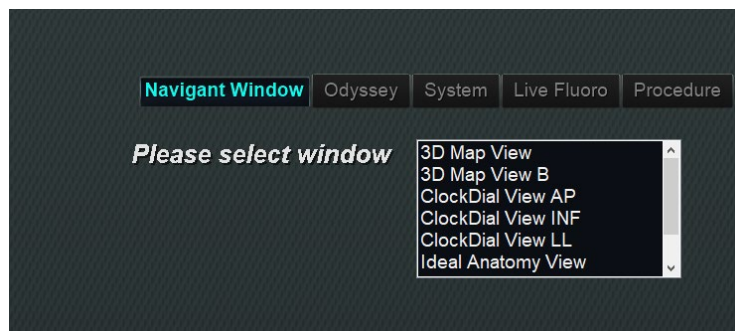 Navigant Window Odyssey System Live Fluoro Procedure
Please select window
3D Map View
3D Map View B
ClockDial View AP
ClockDial View INF
ClockDial View LL
Ideal Anatomy View